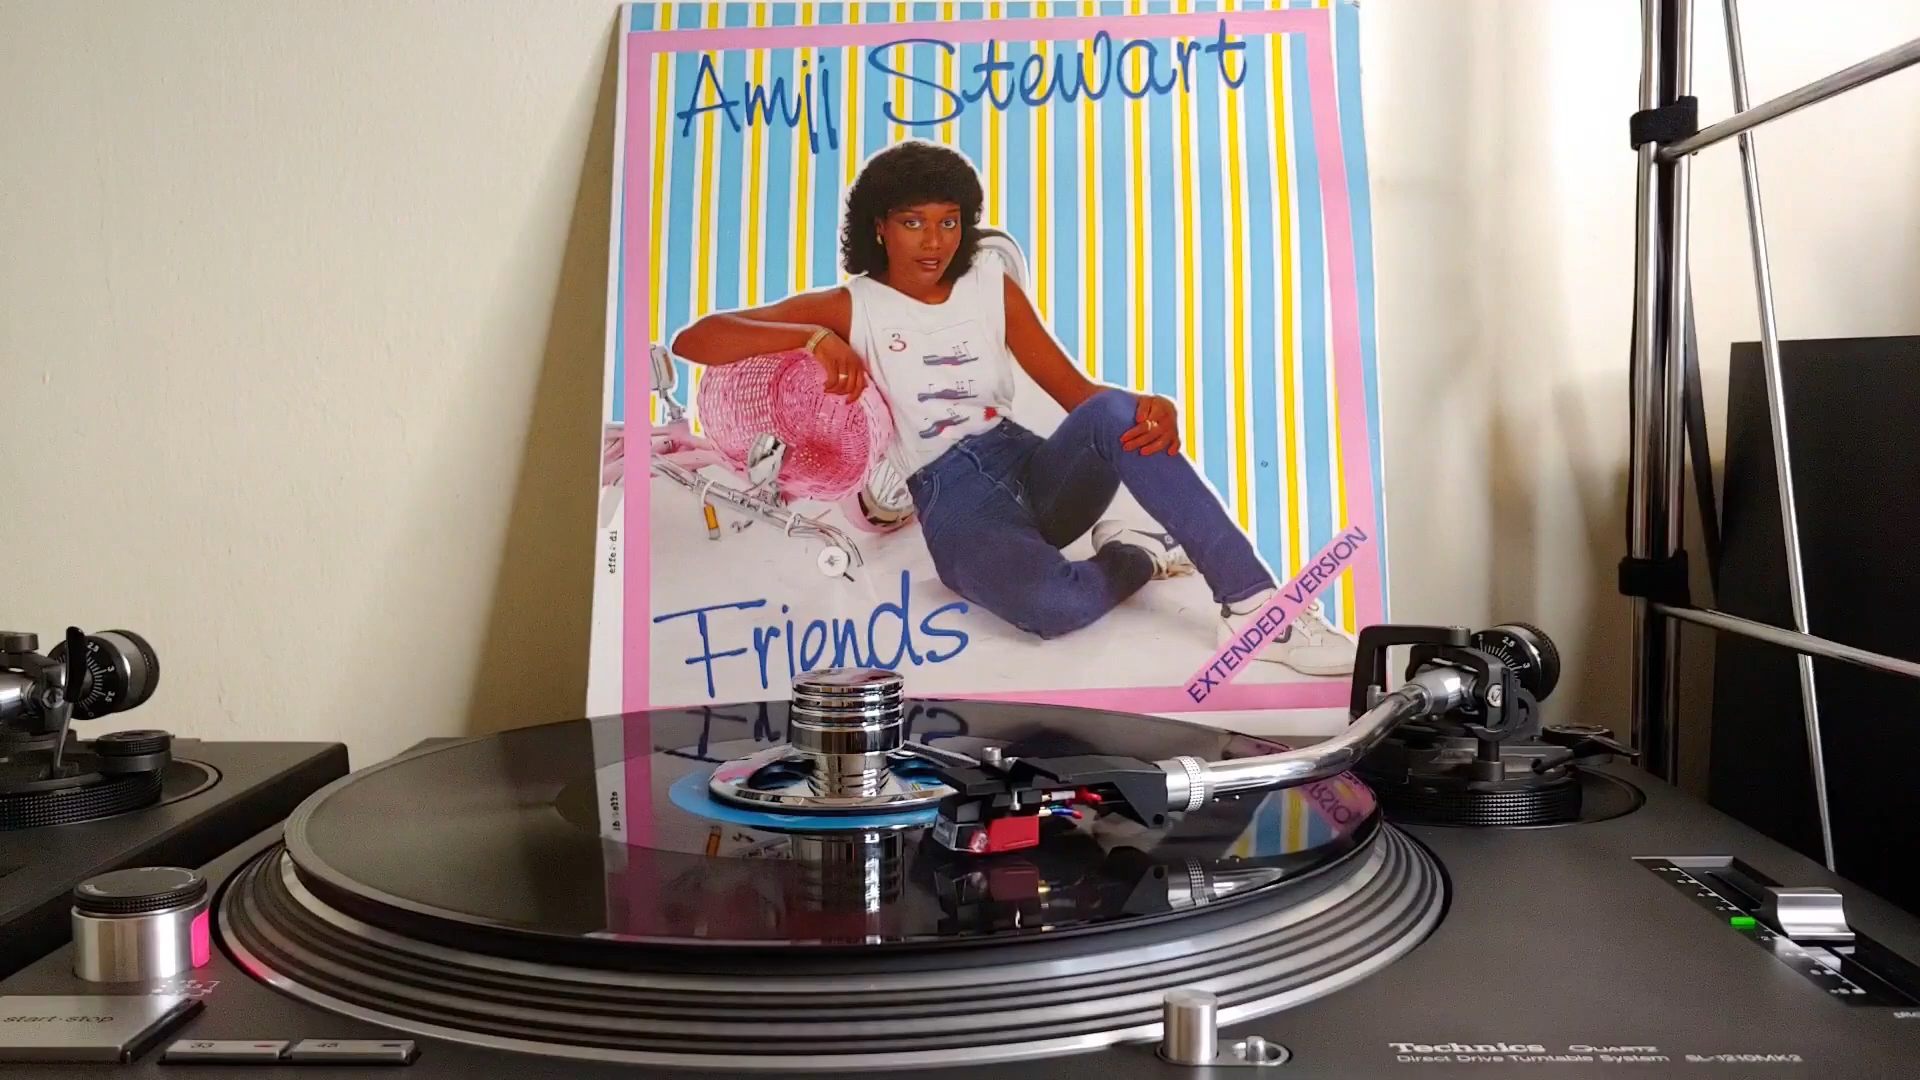 Amii Stewart
3
effe di
Friends
EXTENDED VERSION
start·stop
33
45
Technics QUARTZ
Direct Drive Turntable System SL-1210MK2